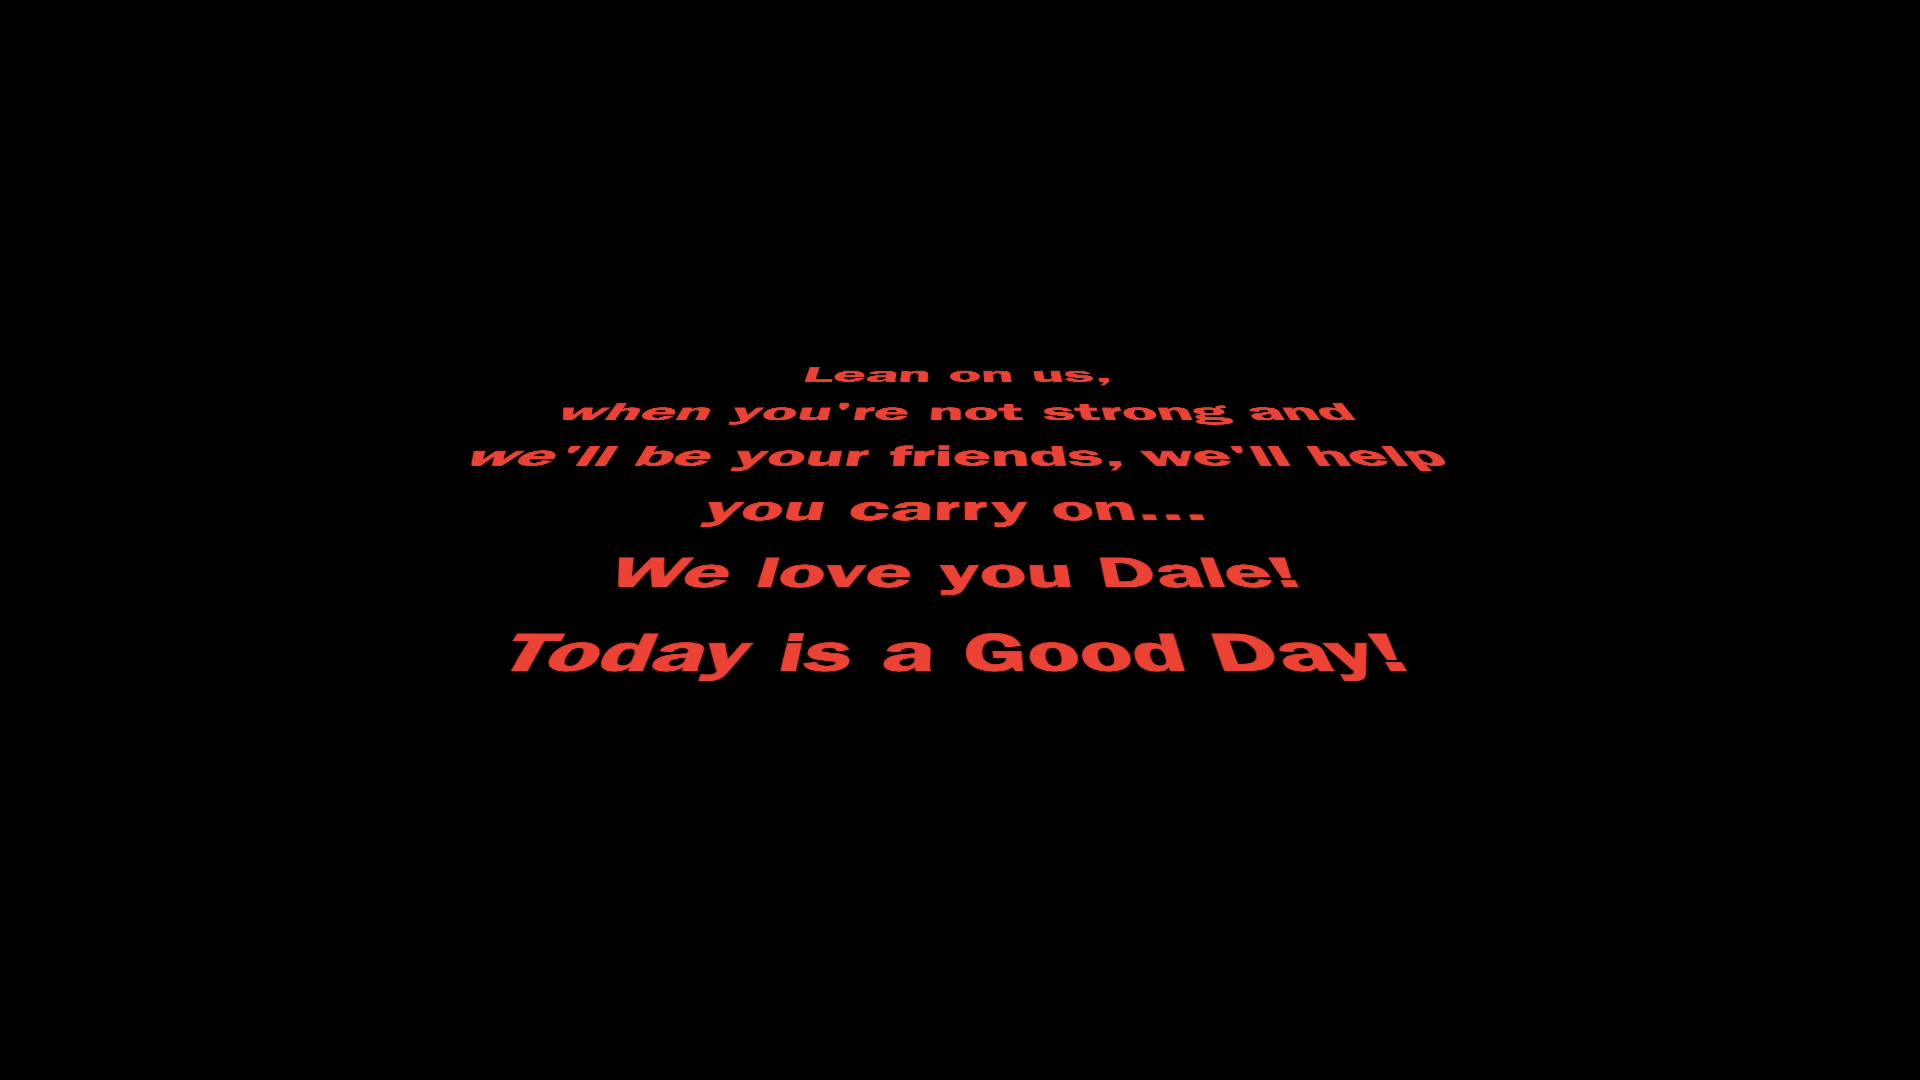 Lean on us,
when you're not strong and
we'll be your friends, we'll help
you carry on...
We love you Dale!
Today is a Good Day!